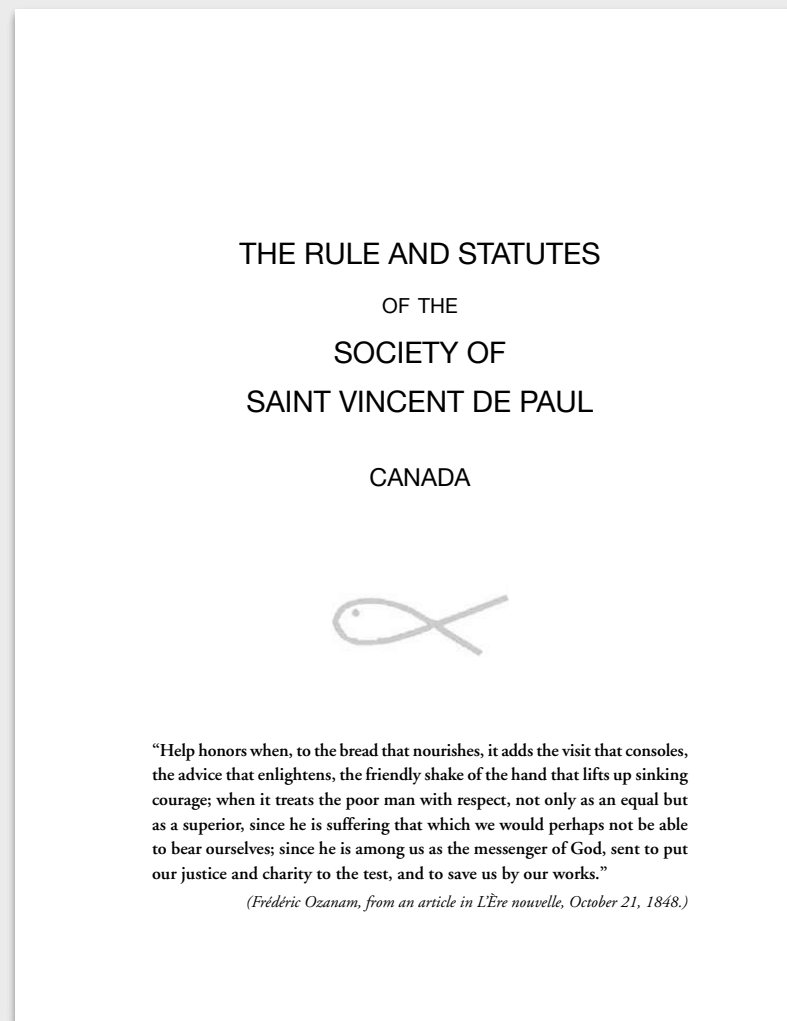 THE RULE AND STATUTES
OF THE
SOCIETY OF
SAINT VINCENT DE PAUL
CANADA
“Help honors when, to the bread that nourishes, it adds the visit that consoles,
the advice that enlightens, the friendly shake of the hand that lifts up sinking
courage; when it treats the poor man with respect, not only as an equal but
as a superior, since he is suffering that which we would perhaps not be able
to bear ourselves; since he is among us as the messenger of God, sent to put
our justice and charity to the test, and to save us by our works.”
(Frédéric Ozanam, from an article in L’Ère nouvelle, October 21, 1848.)